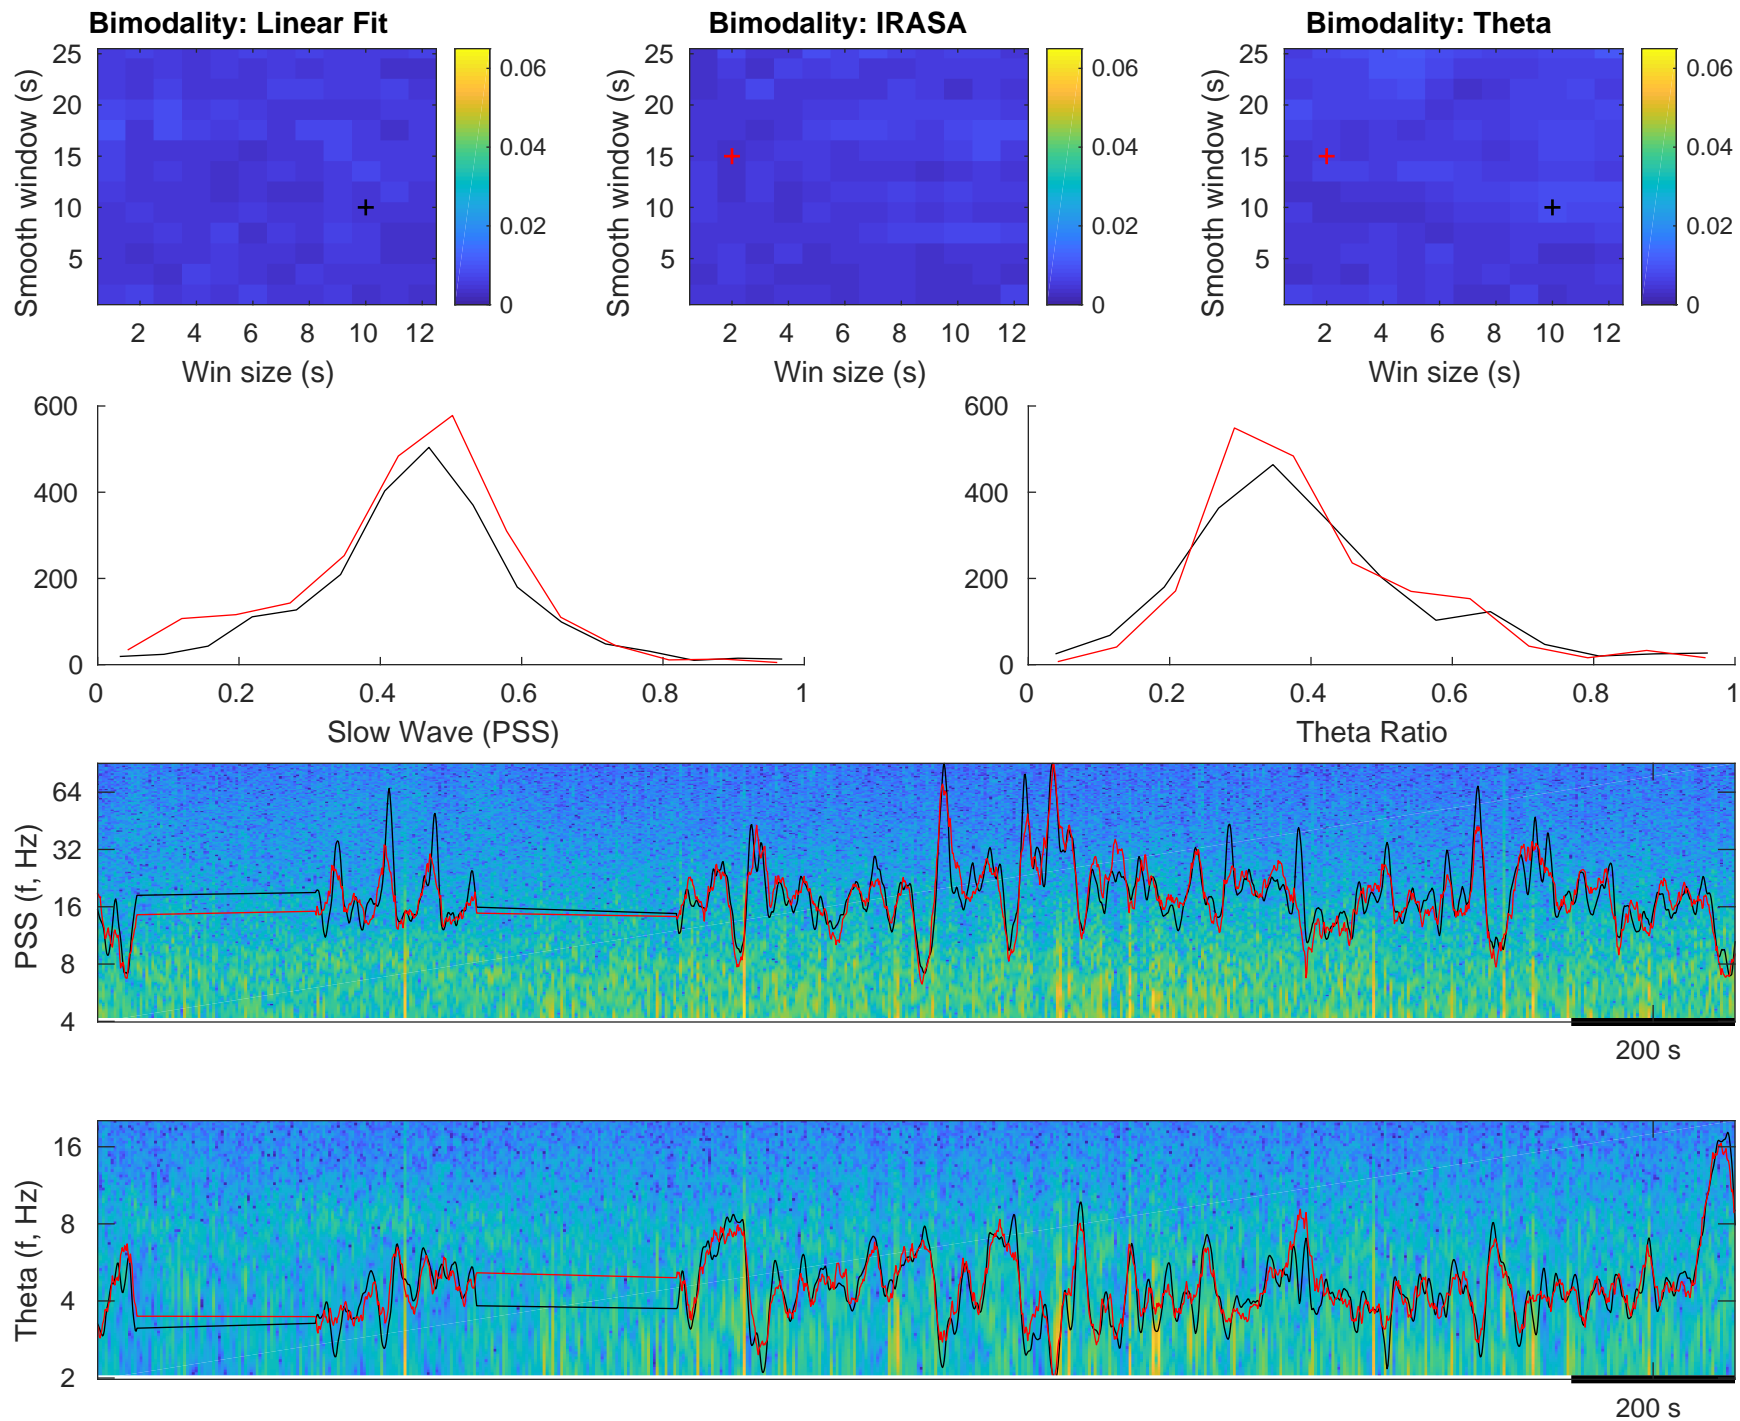 Bimodality: Linear Fit
Bimodality: IRASA
Bimodality: Theta
Smooth window (s)
25
20
15
10
5
2 4 6 8 10 12
Win size (s)
0.06
0.04
0.02
0
Smooth window (s)
25
20
15
10
5
2 4 6 8 10 12
Win size (s)
0.06
0.04
0.02
0
Smooth window (s)
25
20
15
10
5
2 4 6 8 10 12
Win size (s)
0.06
0.04
0.02
0
600
400
200
0
0 0.2 0.4 0.6 0.8 1
Slow Wave (PSS)
600
400
200
0
0 0.2 0.4 0.6 0.8 1
Theta Ratio
PSS (f, Hz)
64
32
16
8
4
200 s
Theta (f, Hz)
16
8
4
2
200 s